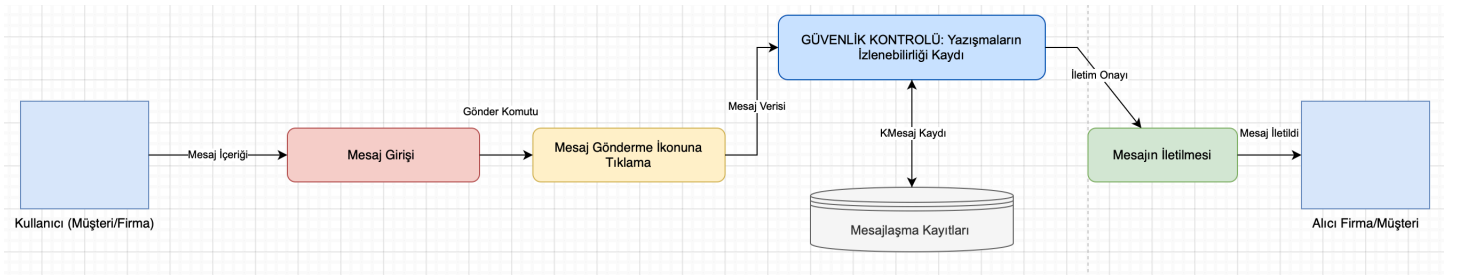 Kullanıcı (Müşteri/Firma)
Mesaj İçeriği
Mesaj Girişi
Gönder Komutu
Mesaj Gönderme İkonuna
Tıklama
Mesaj Verisi
GÜVENLİK KONTROLÜ: Yazışmaların
İzlenebilirliği Kaydı
KMesaj Kaydı
Mesajlaşma Kayıtları
İletim Onayı
Mesajın İletilmesi
Mesaj İletildi
Alıcı Firma/Müşteri